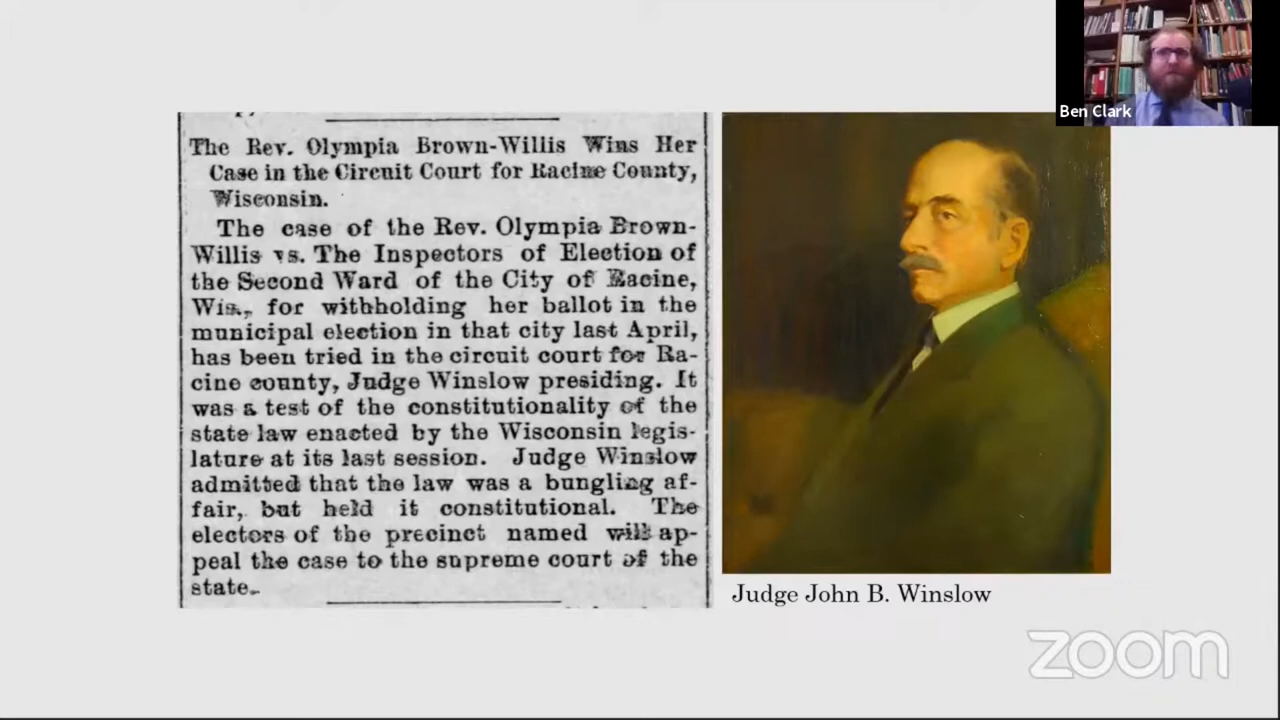 Ben Clark
The Rev. Olympia Brown-Willis Wins Her
Case in the Circuit Court for Racine County,
Wisconsin.
The case of the Rev. Olympia Brown-
Willis vs. The Inspectors of Election of
the Second Ward of the City of Racine,
Wis., for withholding her ballot in the
municipal election in that city last April,
has been tried in the circuit court for Ra-
cine county, Judge Winslow presiding. It
was a test of the constitutionality of the
state law enacted by the Wisconsin legis-
lature at its last session. Judge Winslow
admitted that the law was a bungling af-
fair, but held it constitutional. The
electors of the precinct named will ap-
peal the case to the supreme court of the
state.
Judge John B. Winslow
zoom